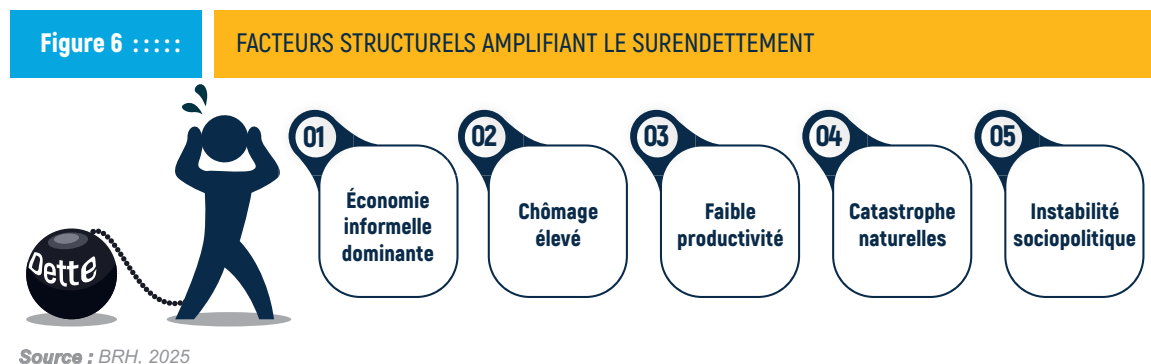 Figure 6 :::::
FACTEURS STRUCTURELS AMPLIFIANT LE SURENDETTEMENT
Dette
01
Économie
informelle
dominante
02
Chômage
élevé
03
Faible
productivité
04
Catastrophe
naturelles
05
Instabilité
sociopolitique
Source : BRH, 2025